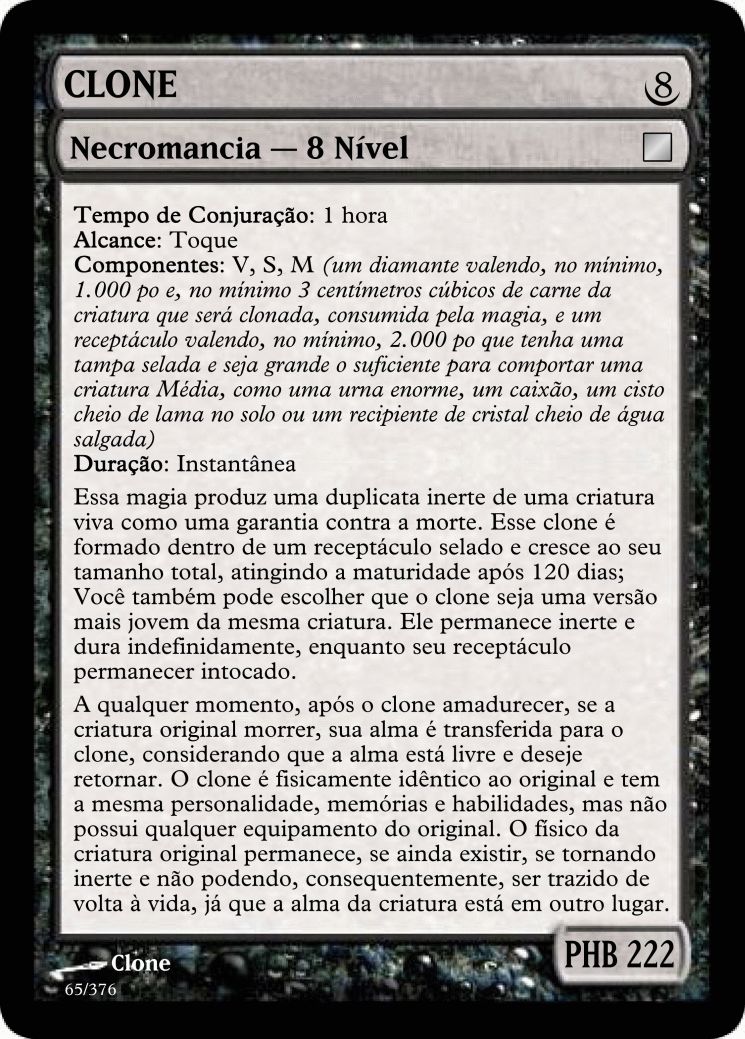 CLONE
8
Necromancia — 8 Nível
Tempo de Conjuração: 1 hora
Alcance: Toque
Componentes: V, S, M (um diamante valendo, no mínimo,
1.000 po e, no mínimo 3 centímetros cúbicos de carne da
criatura que será clonada, consumida pela magia, e um
receptáculo valendo, no mínimo, 2.000 po que tenha uma
tampa selada e seja grande o suficiente para comportar uma
criatura Média, como uma urna enorme, um caixão, um cisto
cheio de lama no solo ou um recipiente de cristal cheio de água
salgada)
Duração: Instantânea
Essa magia produz uma duplicata inerte de uma criatura
viva como uma garantia contra a morte. Esse clone é
formado dentro de um receptáculo selado e cresce ao seu
tamanho total, atingindo a maturidade após 120 dias;
Você também pode escolher que o clone seja uma versão
mais jovem da mesma criatura. Ele permanece inerte e
dura indefinidamente, enquanto seu receptáculo
permanecer intocado.
A qualquer momento, após o clone amadurecer, se a
criatura original morrer, sua alma é transferida para o
clone, considerando que a alma está livre e deseje
retornar. O clone é fisicamente idêntico ao original e tem
a mesma personalidade, memórias e habilidades, mas não
possui qualquer equipamento do original. O físico da
criatura original permanece, se ainda existir, se tornando
inerte e não podendo, consequentemente, ser trazido de
volta à vida, já que a alma da criatura está em outro lugar.
PHB 222
Clone
65/376